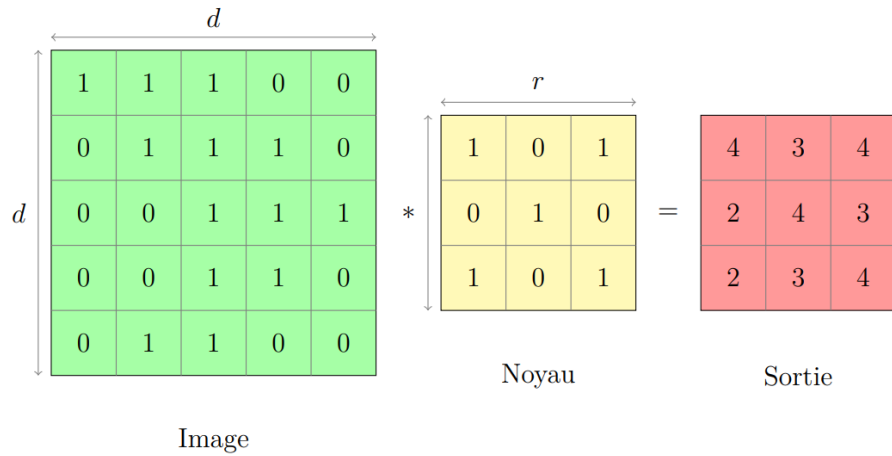 d
r
1 1 1 0 0
0 1 1 1 0
d 0 0 1 1 1
0 0 1 1 0
0 1 1 0 0
*
1 0 1
0 1 0
1 0 1
=
4 3 4
2 4 3
2 3 4
Noyau
Sortie
Image